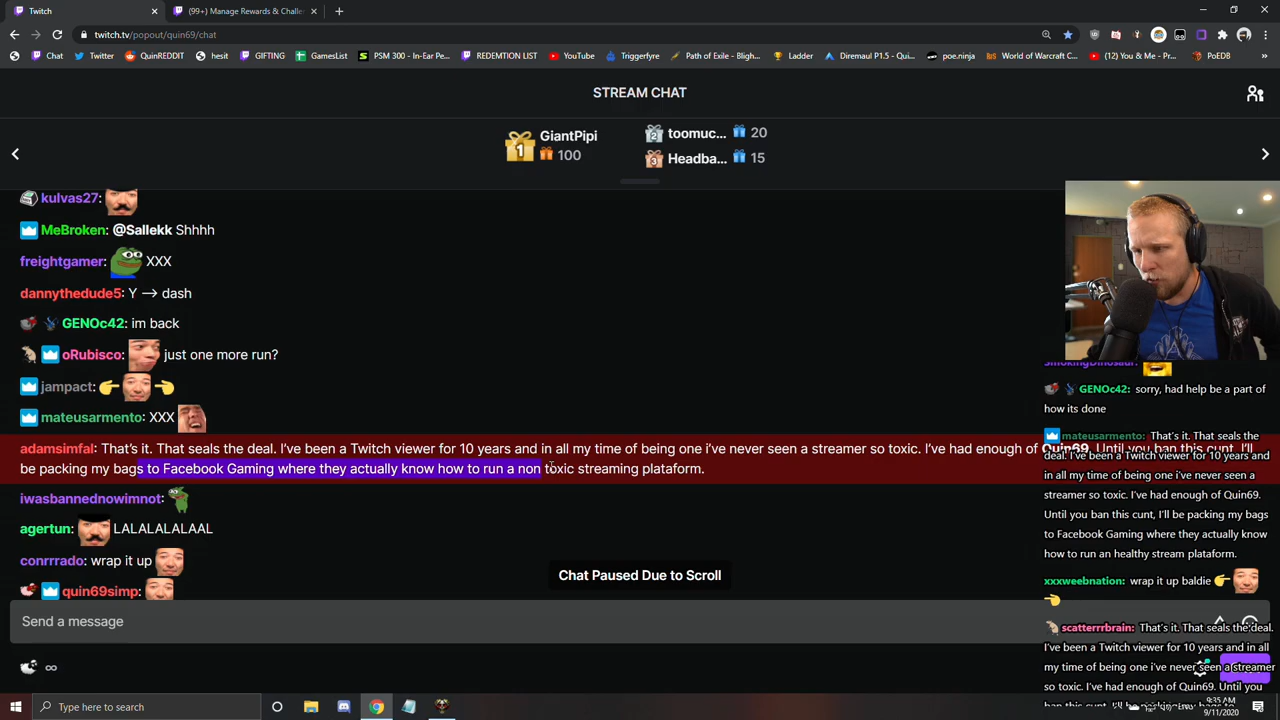 Twitch
(99+) Manage Rewards & Challe
twitch.tv/popout/quin69/chat
Chat
Twitter
QuinREDDIT
hesit
GIFTING
GamesList
PSM 300 - In-Ear Pe...
REDEMTION LIST
YouTube
Triggerfyre
Path of Exile - Bligh...
Ladder
Diremaul P1.5 - Qui...
poe.ninja
World of Warcraft C...
(12) You & Me - Pr...
PoEDB
STREAM CHAT
GiantPipi
1
100
2
toomuc...
20
3
Headba...
15
kulvas27:
MeBroken: @Sallekk Shhhh
freightgamer: XXX
dannythedude5: Y --> dash
GENOc42: im back
oRubisco: just one more run?
jampact:
mateusarmento: XXX
adamsimfal: That's it. That seals the deal. I've been a Twitch viewer for 10 years and in all my time of being one i've never seen a streamer so toxic. I've had enough of Quin69. Until you ban this cunt, I'll
be packing my bags to Facebook Gaming where they actually know how to run a non toxic streaming plataform.
iwasbannednowimnot:
agertun: LALALALALAAL
conrrrado: wrap it up
quin69simp:
Chat Paused Due to Scroll
Send a message
∞
SmokingDinosaur:
GENOc42: sorry, had help be a part of
how its done
mateusarmento: That's it. That seals the
deal. I've been a Twitch viewer for 10 years and
in all my time of being one i've never seen a
streamer so toxic. I've had enough of Quin69.
Until you ban this cunt, I'll be packing my bags
to Facebook Gaming where they actually know
how to run an healthy stream plataform.
xxxwebnation: wrap it up baldie
scatterrrbrain: That's it. That seals the deal.
I've been a Twitch viewer for 10 years and in all
my time of being one i've never seen a streamer
so toxic. I've had enough of Quin69. Until you
ban this cunt, I'll be packing my bags to
Type here to search
9:35 AM
9/11/2020